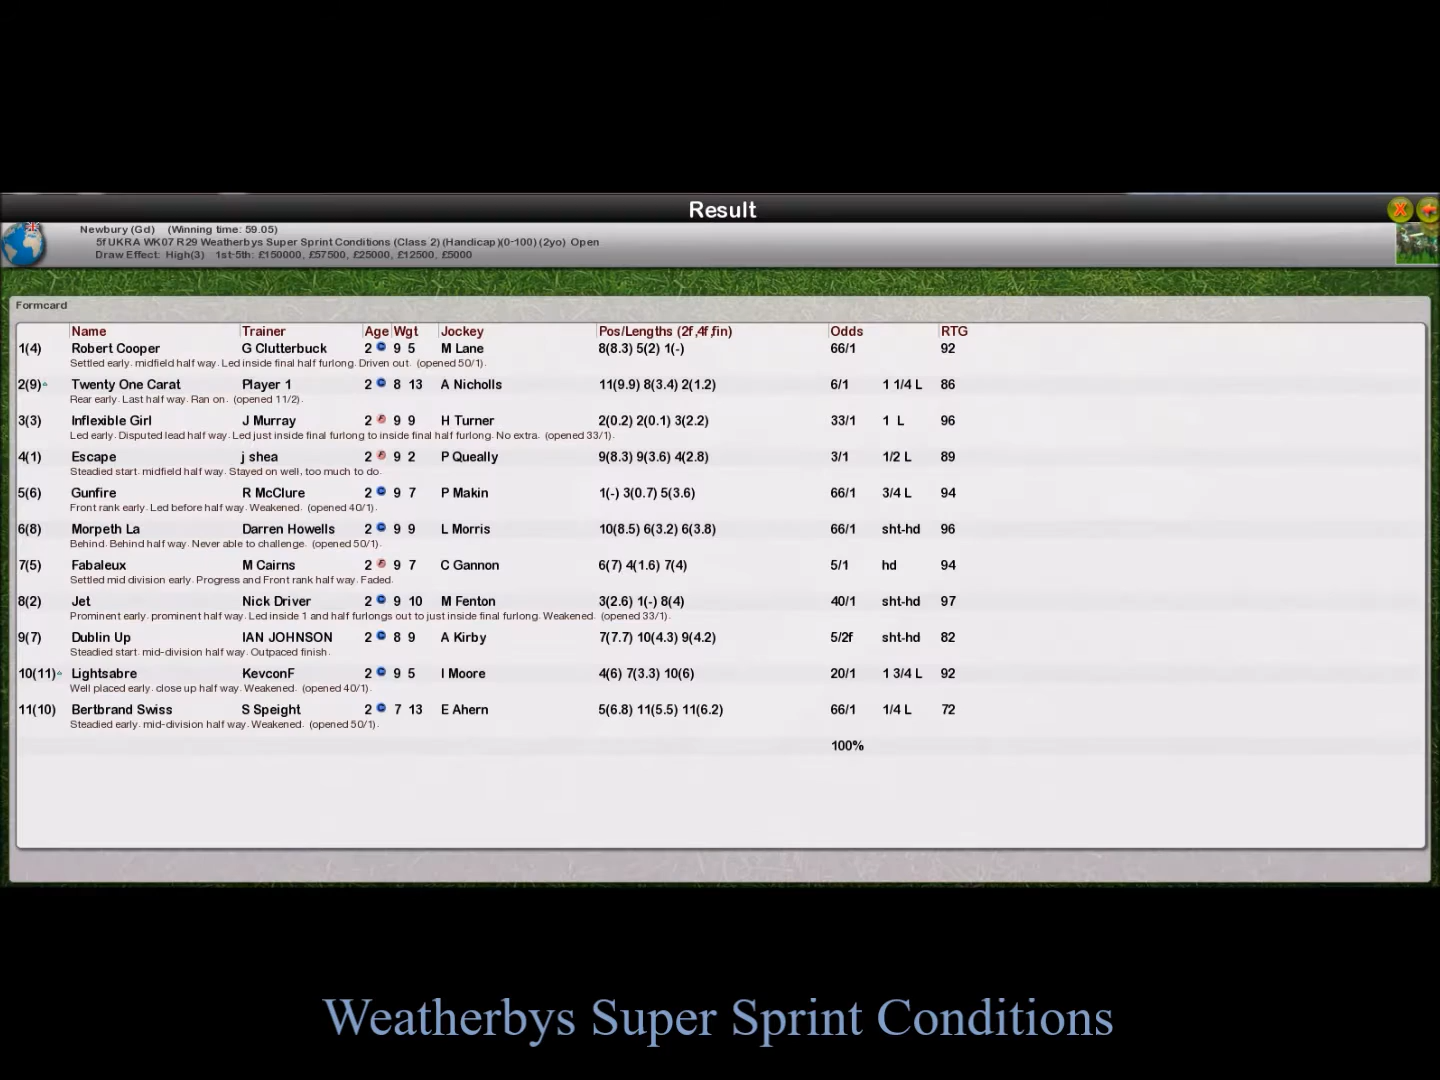 Result
Newbury (Gd) (Winning time: 59.05)
5f UKRA WK07 R29 Weatherbys Super Sprint Conditions (Class 2) (Handicap)(0-100) (2yo) Open
Draw Effect: High(3) 1st-5th: £150000, £57500, £25000, £12500, £5000
Formcard
Name Trainer Age Wgt Jockey Pos/Lengths (2f,4f,fin) Odds RTG
1(4) Robert Cooper G Clutterbuck 2 9 5 M Lane 8(8.3) 5(2) 1(-) 66/1 92
Settled early. midfield half way. Led inside final half furlong. Driven out. (opened 50/1).
2(9) Twenty One Carat Player 1 2 8 13 A Nicholls 11(9.9) 8(3.4) 2(1.2) 6/1 1 1/4 L 86
Rear early. Last half way. Ran on. (opened 11/2).
3(3) Inflexible Girl J Murray 2 9 9 H Turner 2(0.2) 2(0.1) 3(2.2) 33/1 1 L 96
Led early. Disputed lead half way. Led just inside final furlong to inside final half furlong. No extra. (opened 33/1).
4(1) Escape j shea 2 9 2 P Queally 9(8.3) 9(3.6) 4(2.8) 3/1 1/2 L 89
Steadied start. midfield half way. Stayed on well, too much to do.
5(6) Gunfire R McClure 2 9 7 P Makin 1(-) 3(0.7) 5(3.6) 66/1 3/4 L 94
Front rank early. Led before half way. Weakened. (opened 40/1).
6(8) Morpeth La Darren Howells 2 9 9 L Morris 10(8.5) 6(3.2) 6(3.8) 66/1 sht-hd 96
Behind. Behind half way. Never able to challenge. (opened 50/1).
7(5) Fabaleux M Cairns 2 9 7 C Gannon 6(7) 4(1.6) 7(4) 5/1 hd 94
Settled mid division early. Progress and Front rank half way. Faded.
8(2) Jet Nick Driver 2 9 10 M Fenton 3(2.6) 1(-) 8(4) 40/1 sht-hd 97
Prominent early. prominent half way. Led inside 1 and half furlongs out to just inside final furlong. Weakened. (opened 33/1).
9(7) Dublin Up IAN JOHNSON 2 8 9 A Kirby 7(7.7) 10(4.3) 9(4.2) 5/2f sht-hd 82
Steadied start. mid-division half way. Outpaced finish.
10(11) Lightsabre KevconF 2 9 5 I Moore 4(6) 7(3.3) 10(6) 20/1 1 3/4 L 92
Well placed early. close up half way. Weakened. (opened 40/1).
11(10) Bertbrand Swiss S Speight 2 7 13 E Ahern 5(6.8) 11(5.5) 11(6.2) 66/1 1/4 L 72
Steadied early. mid-division half way. Weakened. (opened 50/1).
100%
Weatherbys Super Sprint Conditions